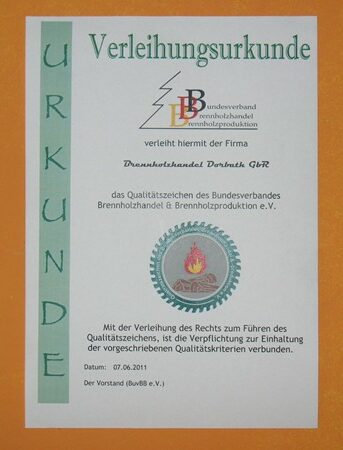 URKUNDE
Verleihungsurkunde
BBB
Bundesverband
Brennholzhandel
Brennholzproduktion
verleiht hiermit der Firma
Brennholzhandel Dorbath GbR
das Qualitätszeichen des Bundesverbandes
Brennholzhandel & Brennholzproduktion e.V.
Mit der Verleihung des Rechts zum Führen des
Qualitätszeichens, ist die Verpflichtung zur Einhaltung
der vorgeschriebenen Qualitätskriterien verbunden.
Datum: 07.06.2011
Der Vorstand (BuvBB e.V.)